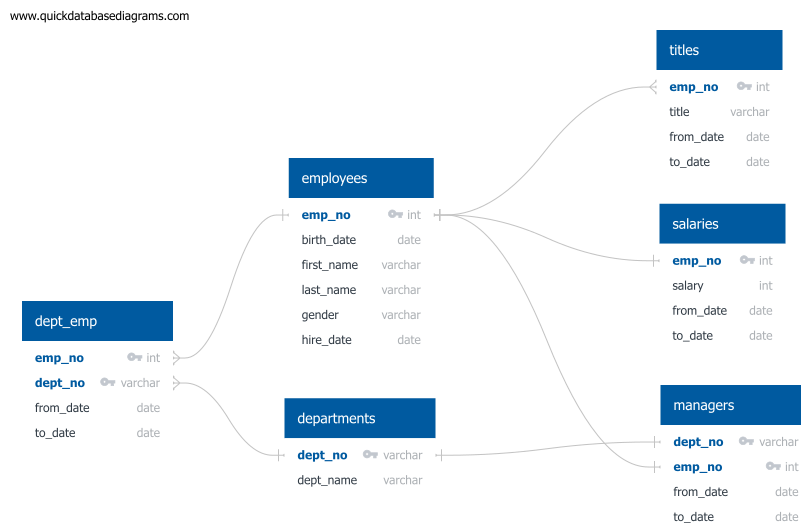 www.quickdatabasediagrams.com
titles
emp_no int
title varchar
from_date date
to_date date
employees
emp_no int
birth_date date
first_name varchar
last_name varchar
gender varchar
hire_date date
salaries
emp_no int
salary int
from_date date
to_date date
dept_emp
emp_no int
dept_no varchar
from_date date
to_date date
departments
dept_no varchar
dept_name varchar
managers
dept_no varchar
emp_no int
from_date date
to_date date